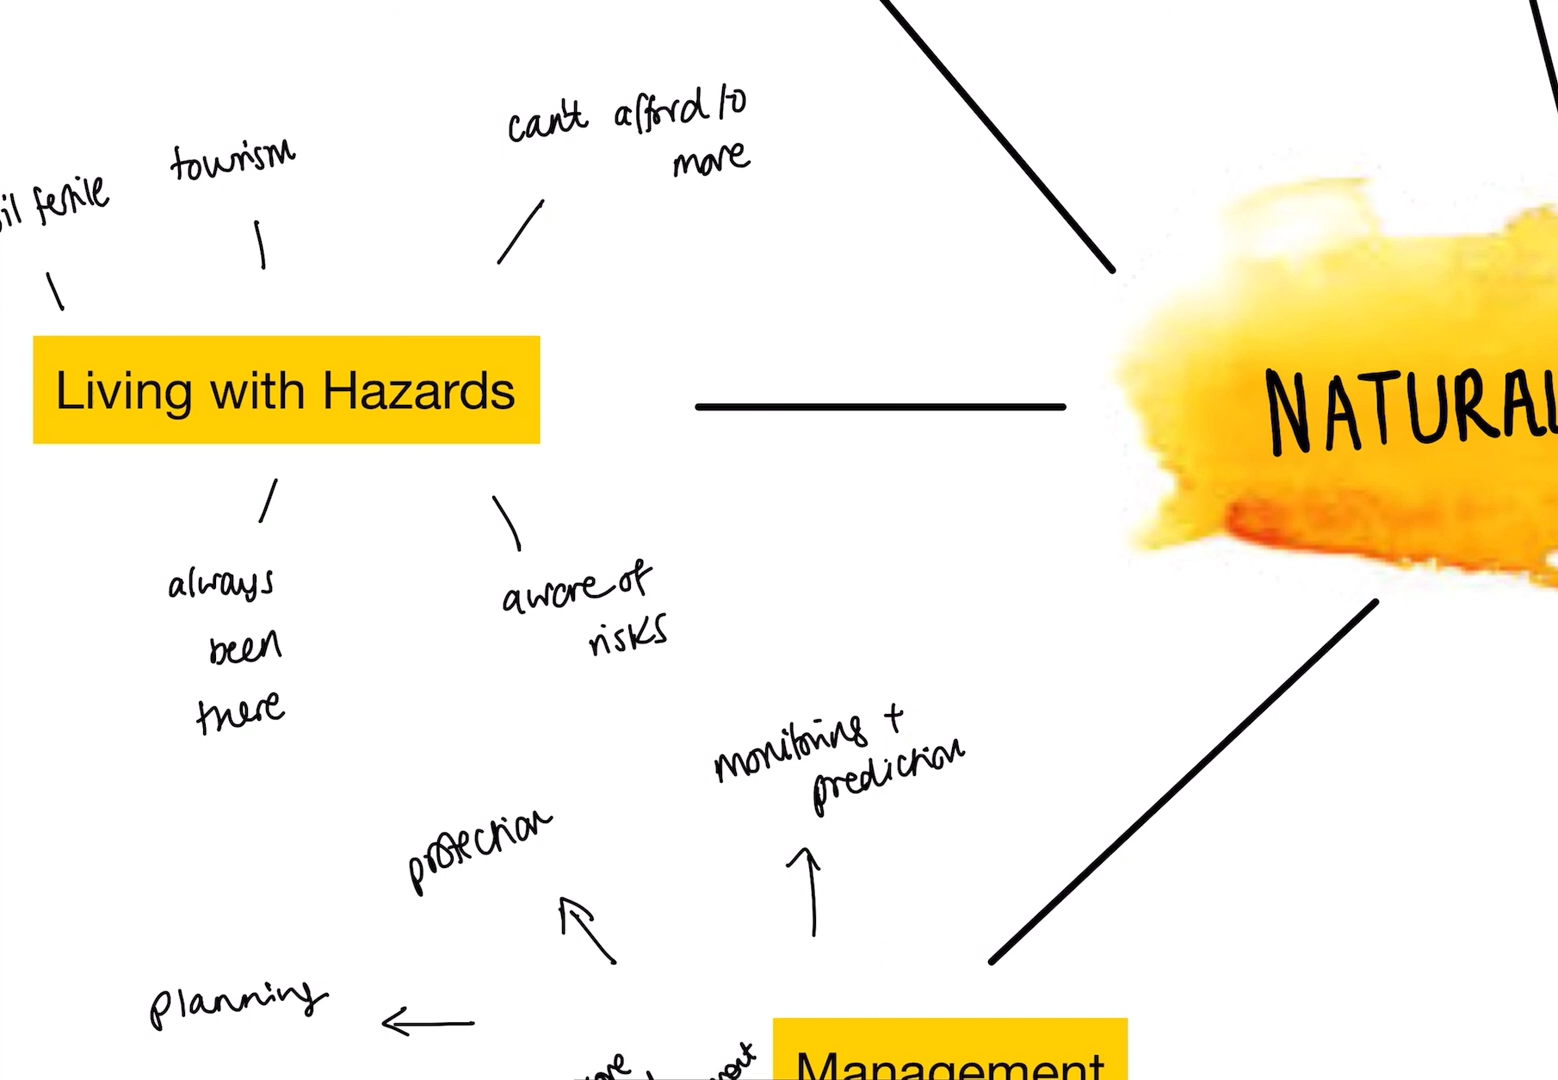 can't afford to
move
tourism
fertile
Living with Hazards
NATURAL
always
been
there
aware of
risks
monitoring +
prediction
protection
planning
Management